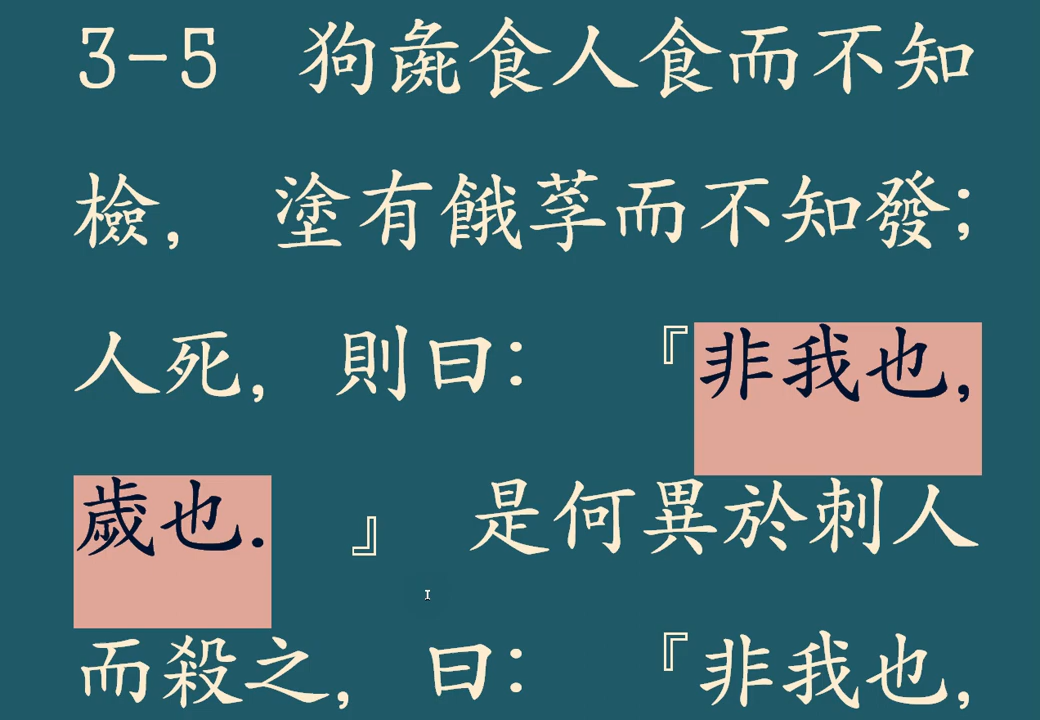 3-5 狗彘食人食而不知
檢, 塗有餓莩而不知發;
人死, 則曰: 『非我也,
歲也. 』 是何異於刺人
而殺之, 曰: 『非我也,